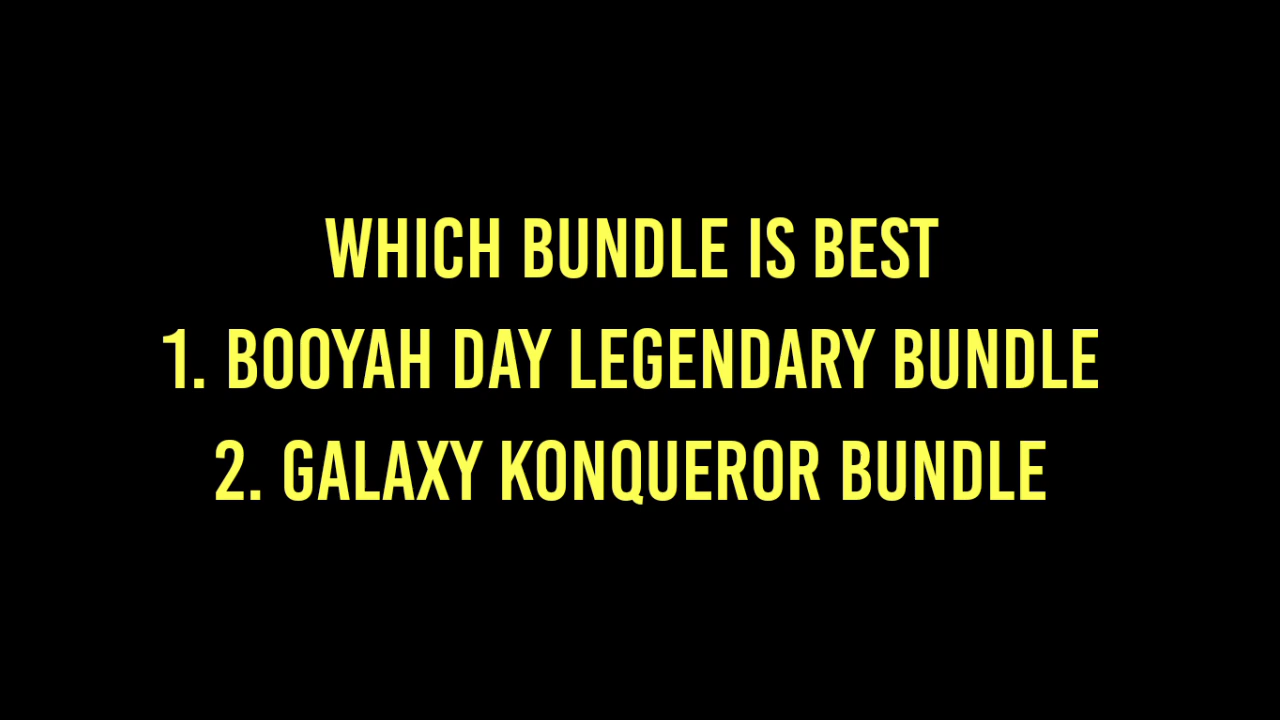 WHICH BUNDLE IS BEST
1. BOOYAH DAY LEGENDARY BUNDLE
2. GALAXY KONQUEROR BUNDLE